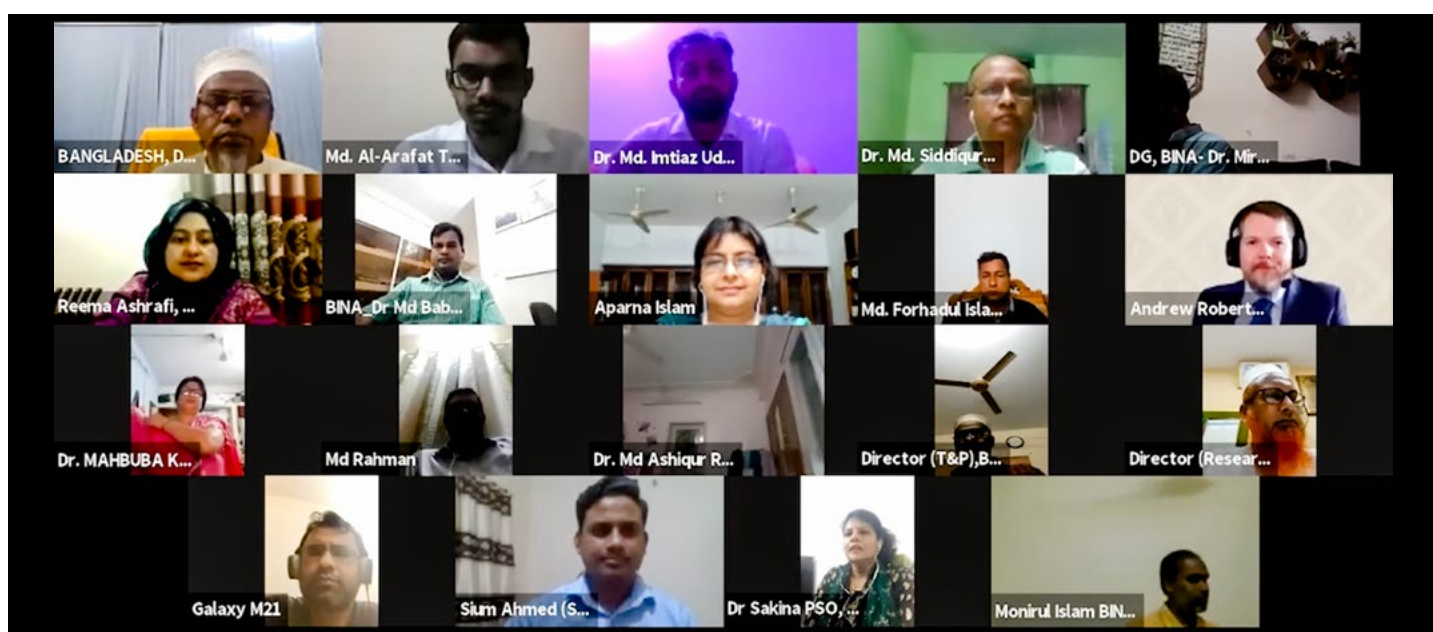 BANGLADESH, D...
Md. Al-Arafat T...
Dr. Md. Imtiaz Ud...
Dr. Md. Siddiqur...
DG, BINA- Dr. Mir...
Reema Ashrafi, ...
BINA_Dr Md Bab...
Aparna Islam
Md. Forhadul Isla...
Andrew Robert...
Dr. MAHBUBA K...
Md Rahman
Dr. Md Ashiqur R...
Director (T&P),B...
Director (Resear...
Galaxy M21
Sium Ahmed (S...
Dr Sakina PSO, ...
Monirul Islam BIN...